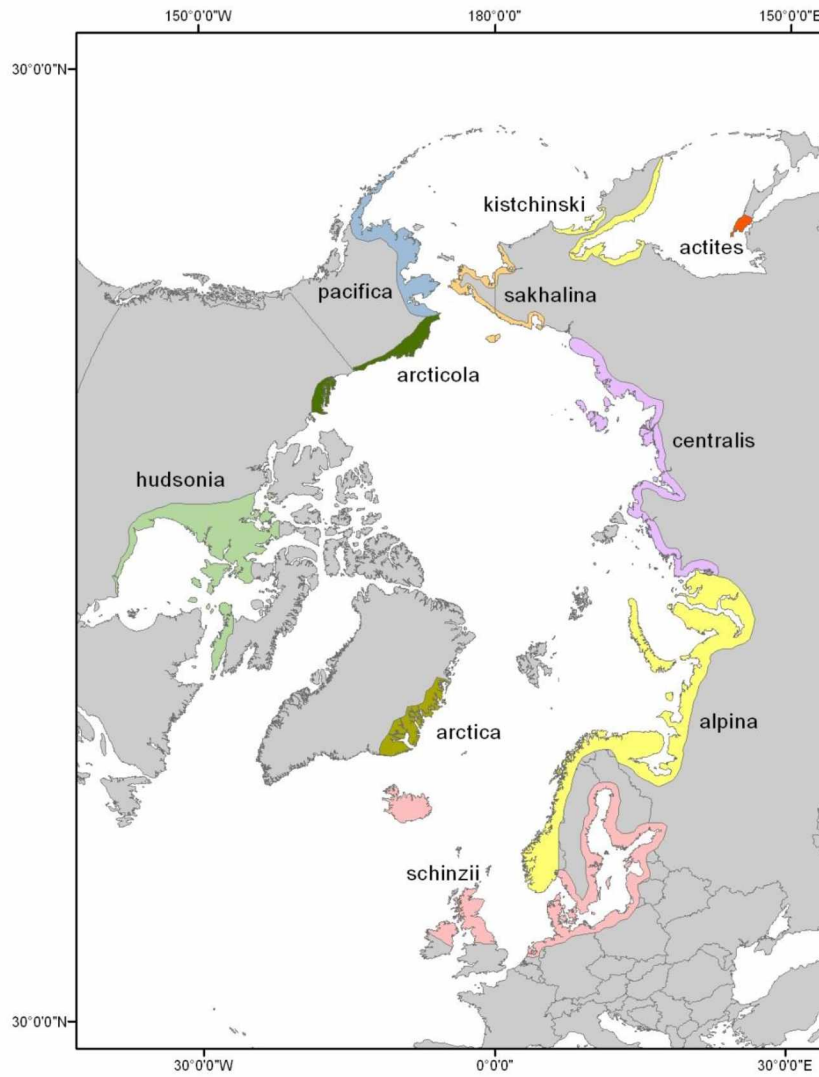 150°0'0"W 180°0'0" 150°0'0"E
30°0'0"N
kistchinski
actites
pacifica
sakhalina
arcticola
centralis
hudsonia
arctica
alpina
schinzii
30°0'0"N
30°0'0"W 0°0'0" 30°0'0"E